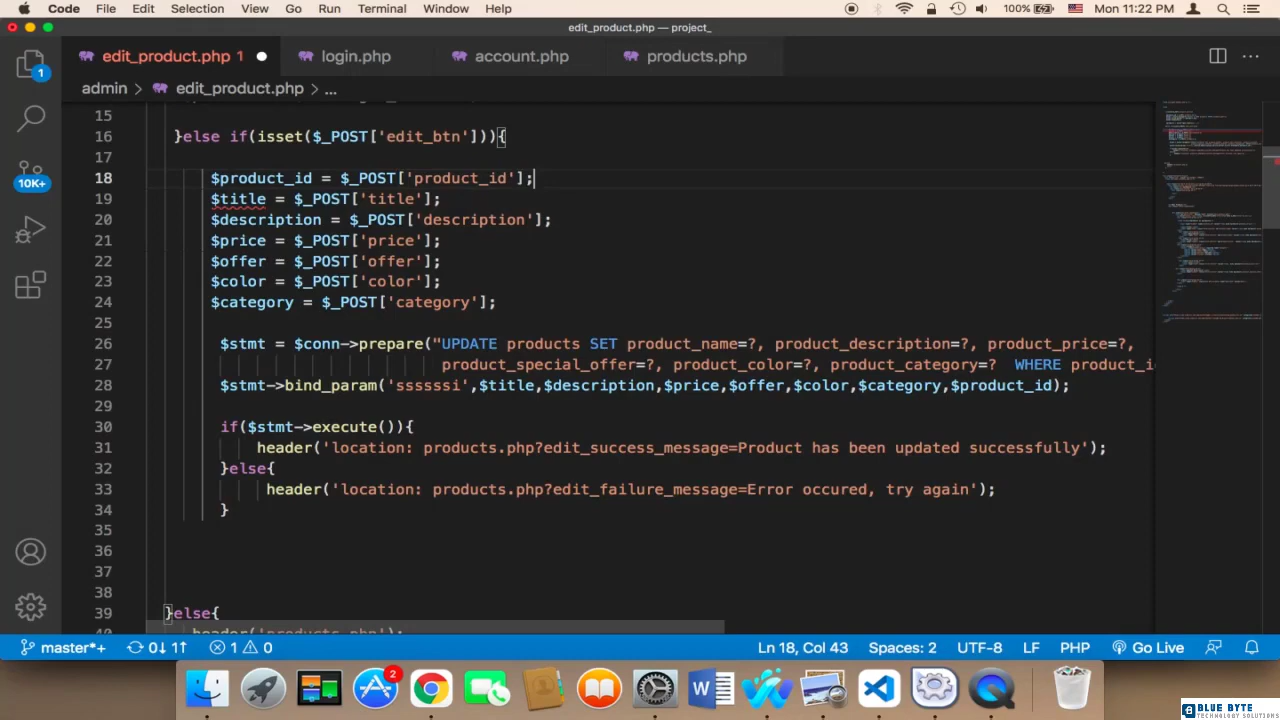 Code File Edit Selection View Go Run Terminal Window Help 100% Mon 11:22 PM
edit_product.php — project_
edit_product.php 1 login.php account.php products.php
admin > edit_product.php > ...
15
16 }else if(isset($_POST['edit_btn'])){
17
18 $product_id = $_POST['product_id'];
19 $title = $_POST['title'];
20 $description = $_POST['description'];
21 $price = $_POST['price'];
22 $offer = $_POST['offer'];
23 $color = $_POST['color'];
24 $category = $_POST['category'];
25
26 $stmt = $conn->prepare("UPDATE products SET product_name=?, product_description=?, product_price=?,
27 product_special_offer=?, product_color=?, product_category=?  WHERE product_i
28 $stmt->bind_param('ssssssi',$title,$description,$price,$offer,$color,$category,$product_id);
29
30 if($stmt->execute()){
31 header('location: products.php?edit_success_message=Product has been updated successfully');
32 }else{
33 header('location: products.php?edit_failure_message=Error occured, try again');
34 }
35
36
37
38
39 }else{
40 header('products.php');
1
10K+
master*+ 0↓ 1↑ 1 0 Ln 18, Col 43 Spaces: 2 UTF-8 LF PHP Go Live
2
BLUE BYTE
TECHNOLOGY SOLUTIONS